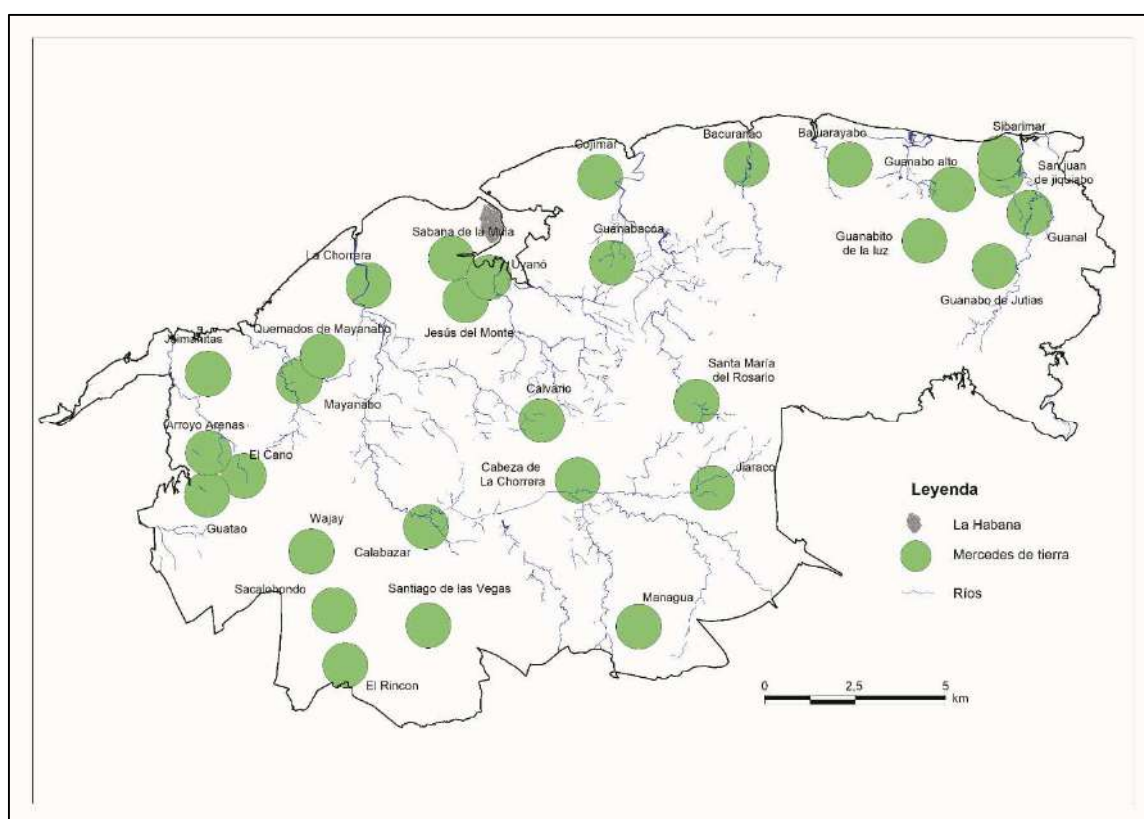 Sibarimar
Bacuranao
Bajuarayabo
Cojimar
Guanabo alto
San juan
de jiquiabo
Sabana de la Mula
Guanabacoa
Guanal
La Chorrera
Uyanó
Guanabito
de la luz
Guanabo de Jutias
Quemados de Mayanabo
Jesús del Monte
Jaimanitas
Santa María
del Rosario
Calvario
Mayanabo
Arroyo Arenas
El Cano
Cabeza de
La Chorrera
Jiaraco
Guatao
Wajay
Calabazar
Sacalohondo
Santiago de las Vegas
Managua
El Rincon
Leyenda
La Habana
Mercedes de tierra
Ríos
0 2,5 5
km